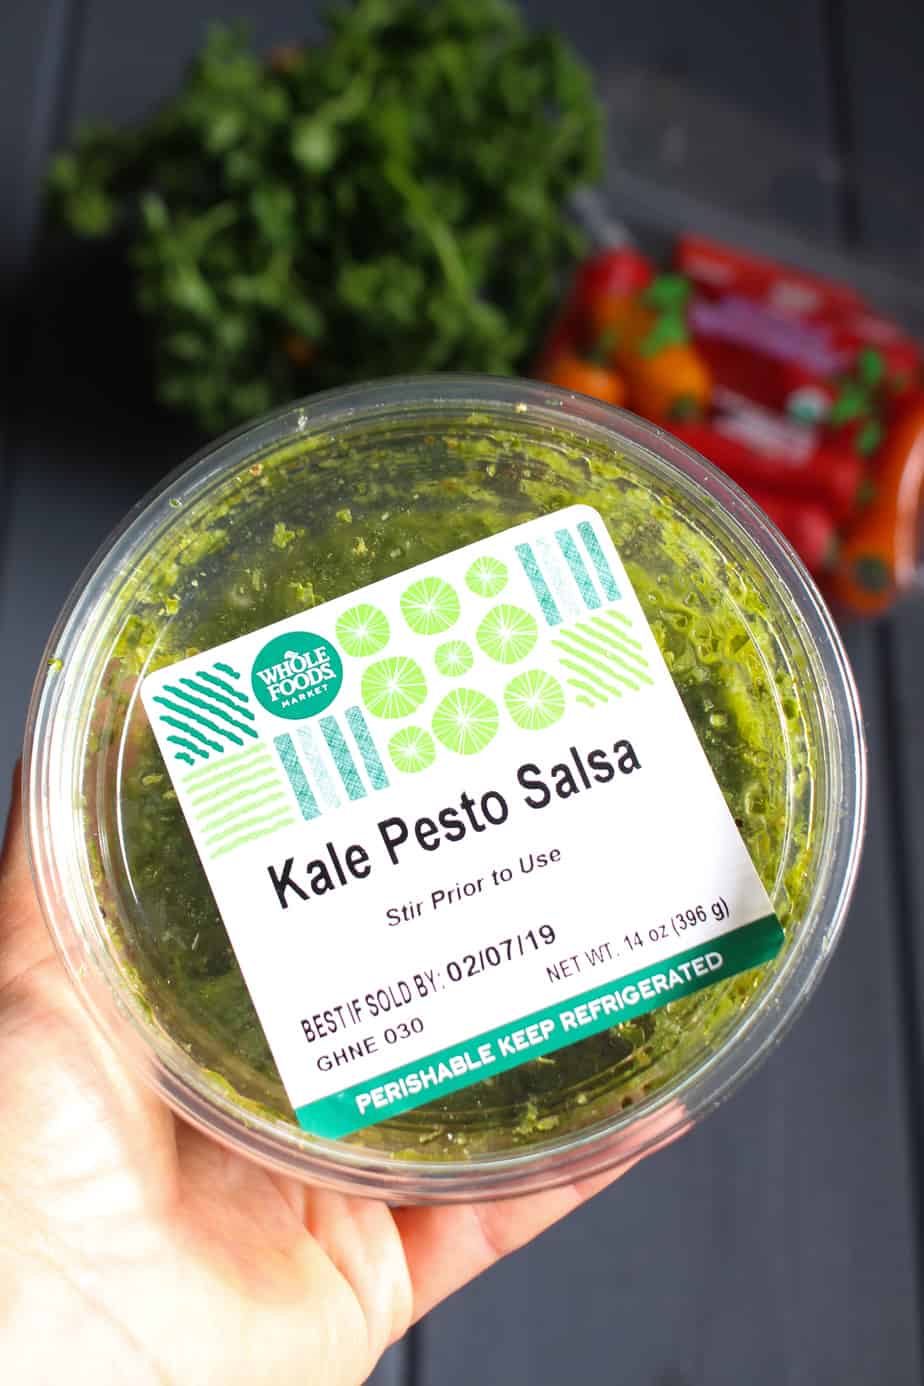 WHOLE
FOODS
MARKET
Kale Pesto Salsa
Stir Prior to Use
BEST IF SOLD BY: 02/07/19
NET WT. 14 oz (396 g)
GHNE 030
PERISHABLE KEEP REFRIGERATED